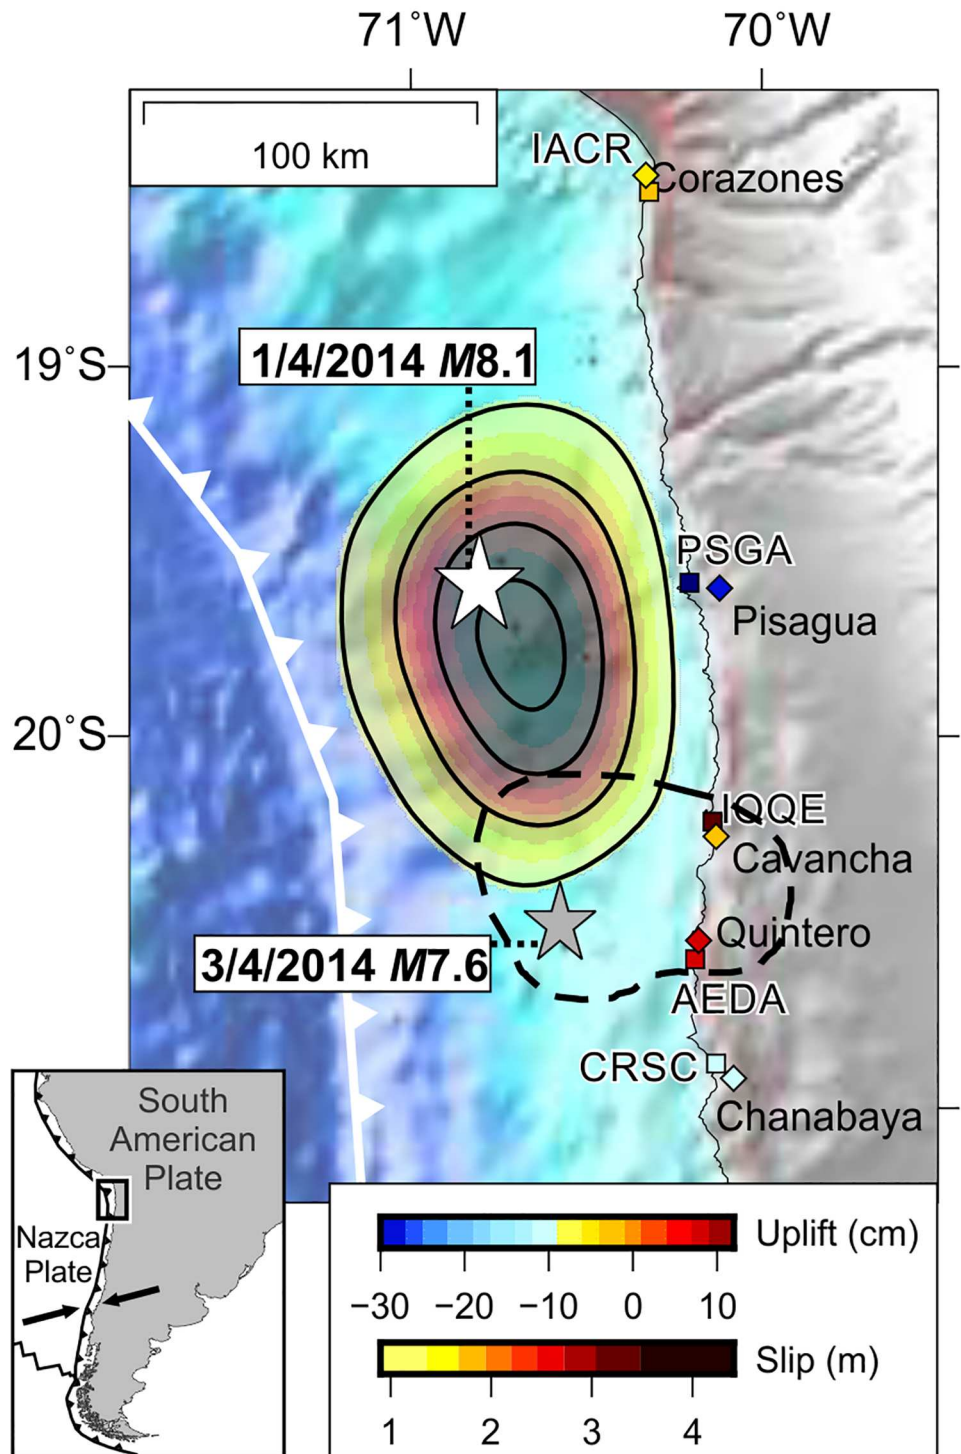 71˚W
70˚W
100 km
IACR
Corazones
19˚S
1/4/2014 M8.1
PSGA
Pisagua
20˚S
IQQE
Cavancha
Quintero
3/4/2014 M7.6
AEDA
CRSC
Chanabaya
South
American
Plate
Nazca
Plate
Uplift (cm)
−30 −20 −10 0 10
Slip (m)
1 2 3 4